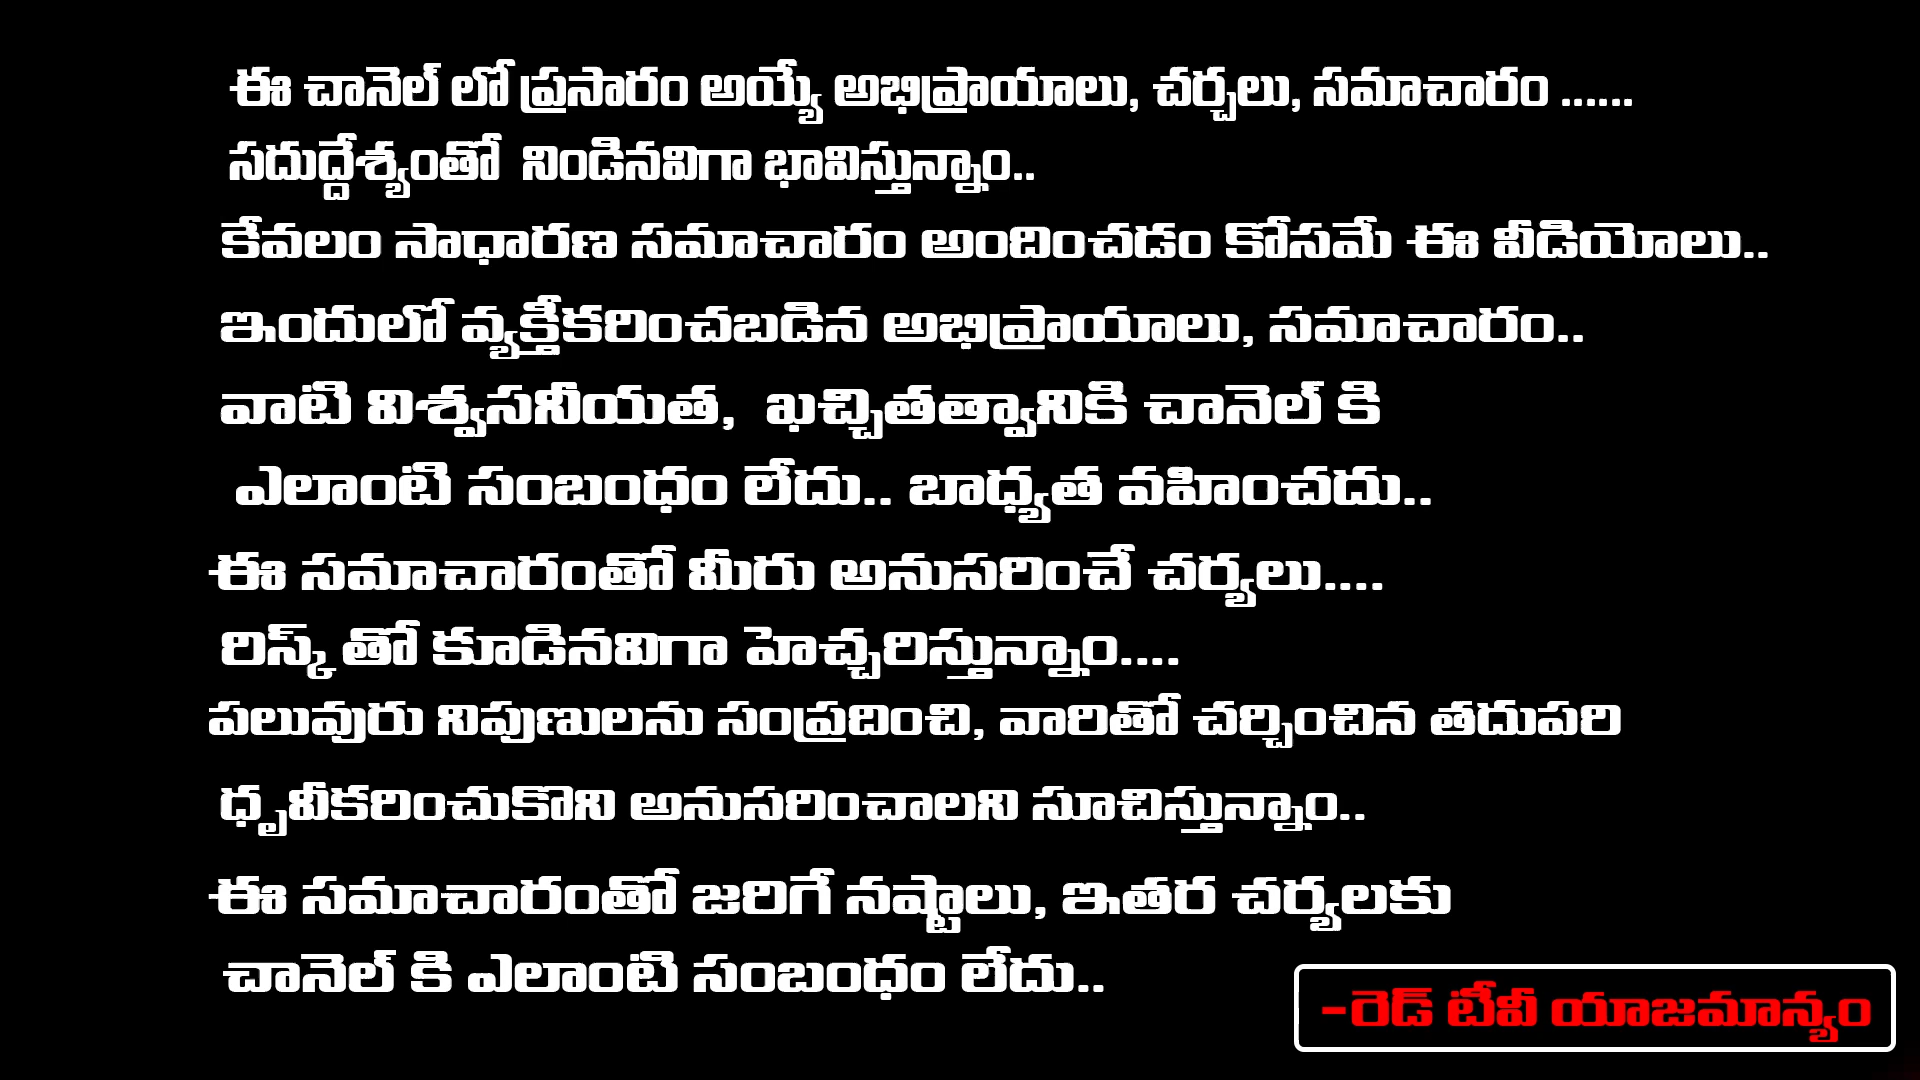 ఈ చానెల్ లో ప్రసారం అయ్యే అభిప్రాయాలు, చర్చలు, సమాచారం ......
సదుద్దేశ్యంతో నిండినవిగా భావిస్తున్నాం..
కేవలం సాధారణ సమాచారం అందించడం కోసమే ఈ వీడియోలు..
ఇందులో వ్యక్తీకరించబడిన అభిప్రాయాలు, సమాచారం..
వాటి విశ్వసనీయత, ఖచ్చితత్వానికి చానెల్ కి
ఎలాంటి సంబంధం లేదు.. బాధ్యత వహించదు..
ఈ సమాచారంతో మీరు అనుసరించే చర్యలు....
రిస్క్ తో కూడినవిగా హెచ్చరిస్తున్నాం....
పలువురు నిపుణులను సంప్రదించి, వారితో చర్చించిన తదుపరి
ధృవీకరించుకొని అనుసరించాలని సూచిస్తున్నాం..
ఈ సమాచారంతో జరిగే నష్టాలు, ఇతర చర్యలకు
చానెల్ కి ఎలాంటి సంబంధం లేదు..
-రెడ్ టీవీ యాజమాన్యం